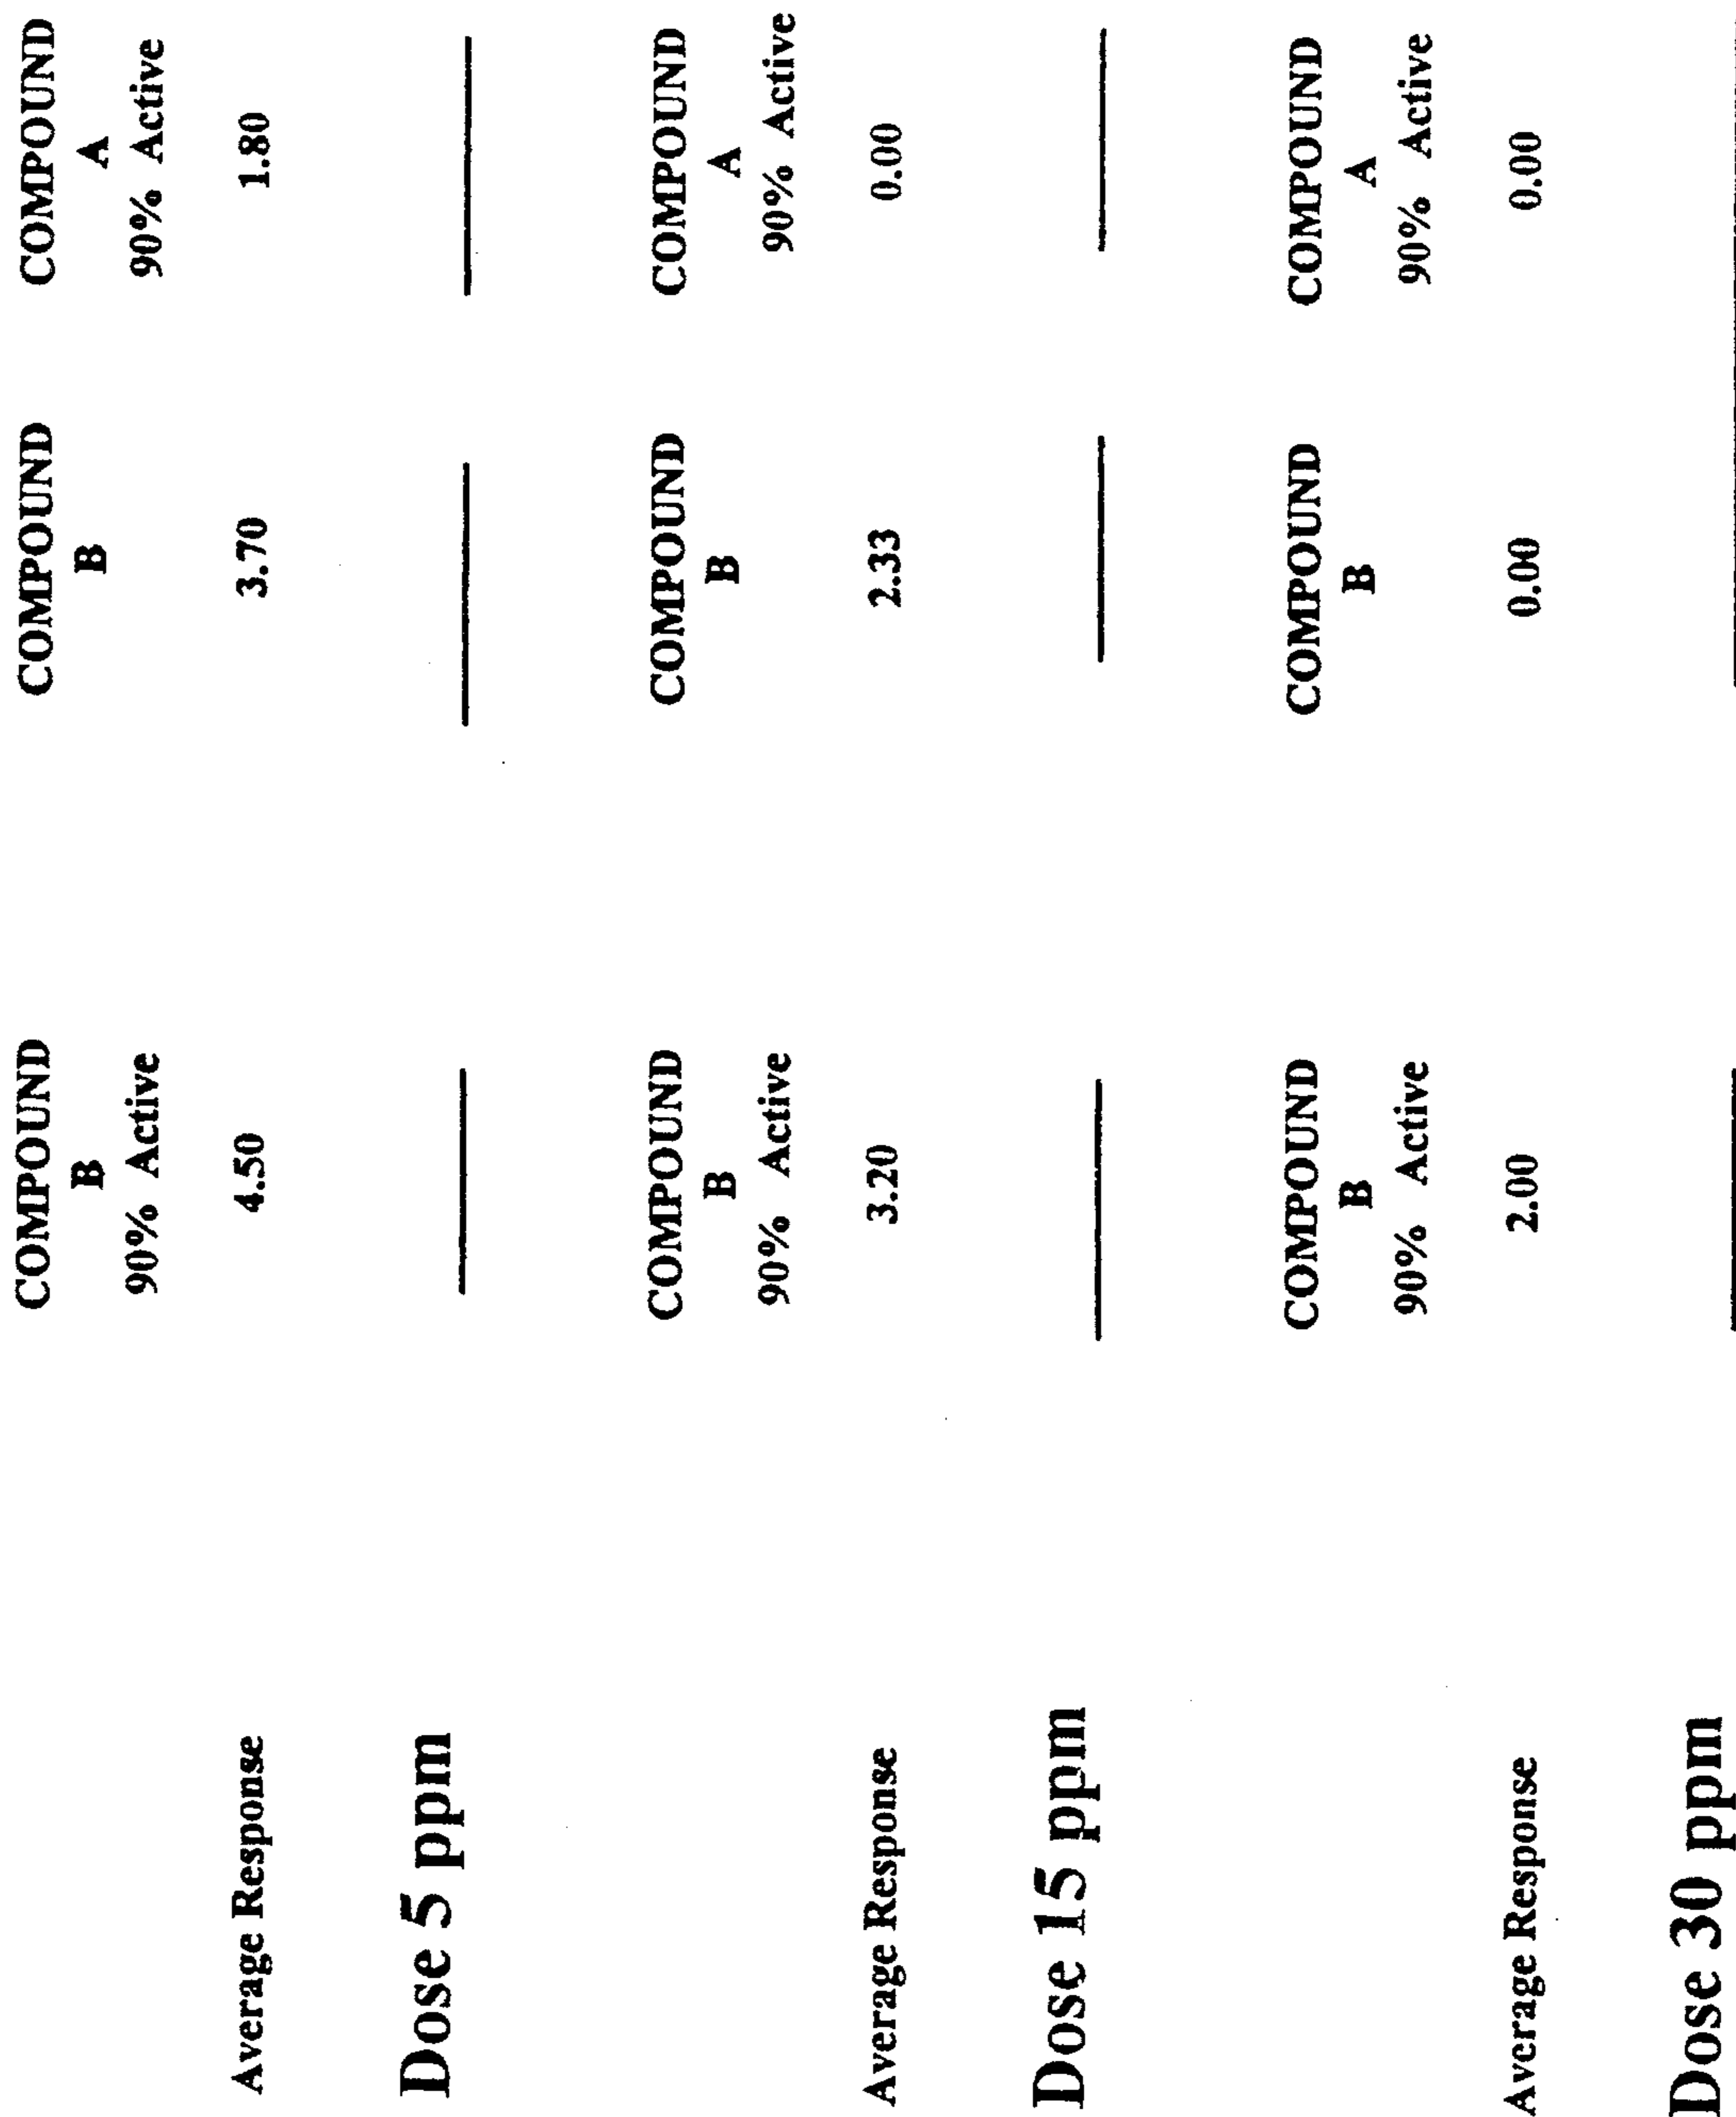 COMPOUND COMPOUND COMPOUND
B B A
90% Active 90% Active
Average Response 4.50 3.70 1.80
Dose 5 ppm
COMPOUND COMPOUND COMPOUND
B B A
90% Active 90% Active
Average Response 3.20 2.33 0.00
Dose 15 ppm
COMPOUND COMPOUND COMPOUND
B B A
90% Active 90% Active
Average Response 2.00 0.00 0.00
Dose 30 ppm